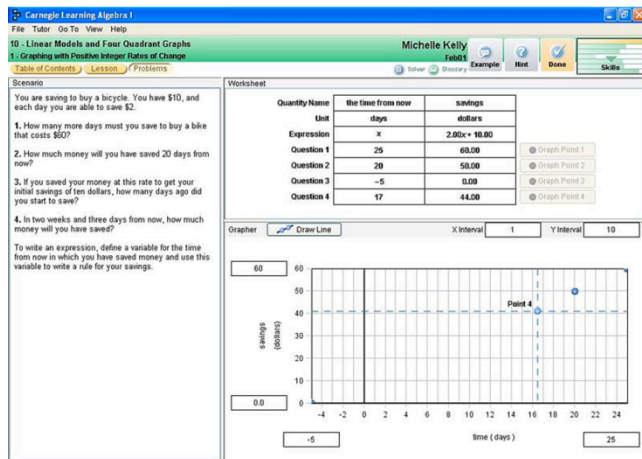 Carnegie Learning Algebra I
File Tutor Go To View Help
10 - Linear Models and Four Quadrant Graphs
1 - Graphing with Positive Integer Rates of Change
Michelle Kelly
Feb01
Table of Contents Lesson Problems
Solver Glossary
Example Hint Done Skills
Scenario
You are saving to buy a bicycle. You have $10, and
each day you are able to save $2.
1. How many more days must you save to buy a bike
that costs $60?
2. How much money will you have saved 20 days from
now?
3. If you saved your money at this rate to get your
initial savings of ten dollars, how many days ago did
you start to save?
4. In two weeks and three days from now, how much
money will you have saved?
To write an expression, define a variable for the time
from now in which you have saved money and use this
variable to write a rule for your savings.
Worksheet
Quantity Name the time from now savings
Unit days dollars
Expression x 2.00x + 10.00
Question 1 25 60.00 Graph Point 1
Question 2 20 50.00 Graph Point 2
Question 3 -5 0.00 Graph Point 3
Question 4 17 44.00 Graph Point 4
Grapher Draw Line X Interval 1 Y Interval 10
60 60
50
Point 4
40
savings
(dollars)
30
20
10
0.0 0
-4 -2 0 2 4 6 8 10 12 14 16 18 20 22 24
-5 time (days) 25